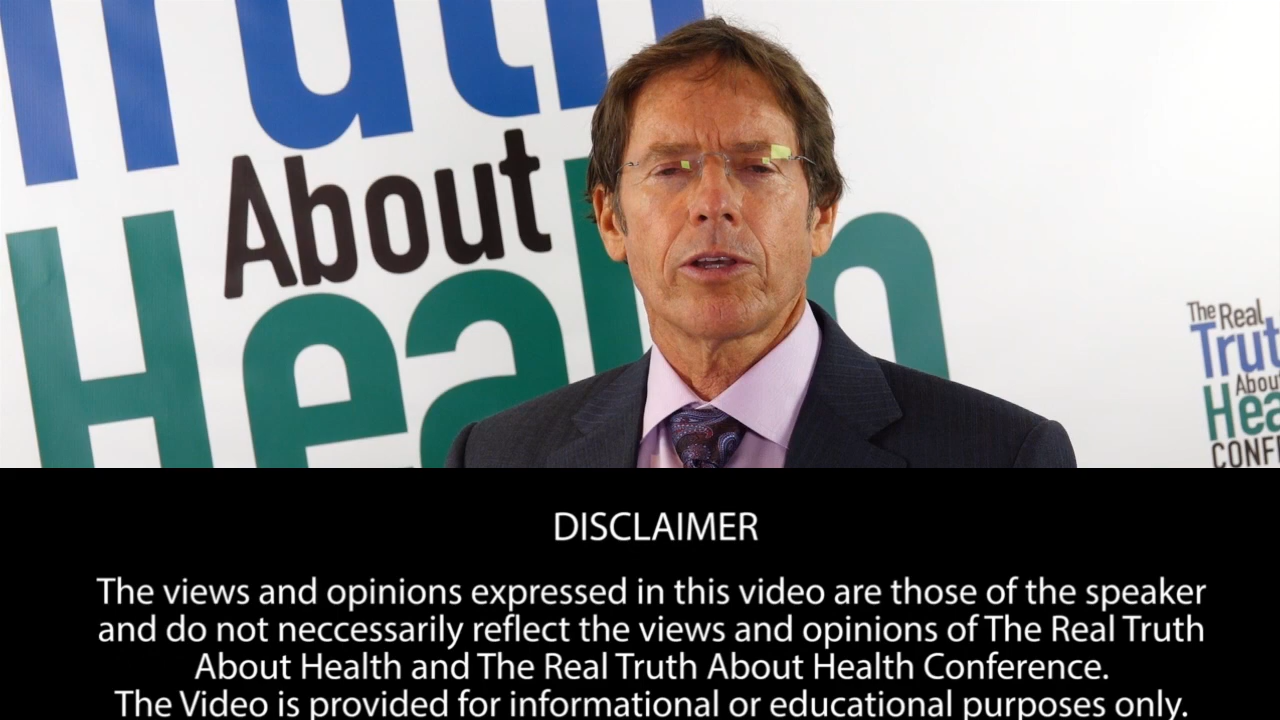 Truth
About
Health
The Real
Trut
About
Hea
CONF
DISCLAIMER
The views and opinions expressed in this video are those of the speaker
and do not neccessarily reflect the views and opinions of The Real Truth
About Health and The Real Truth About Health Conference.
The Video is provided for informational or educational purposes only.